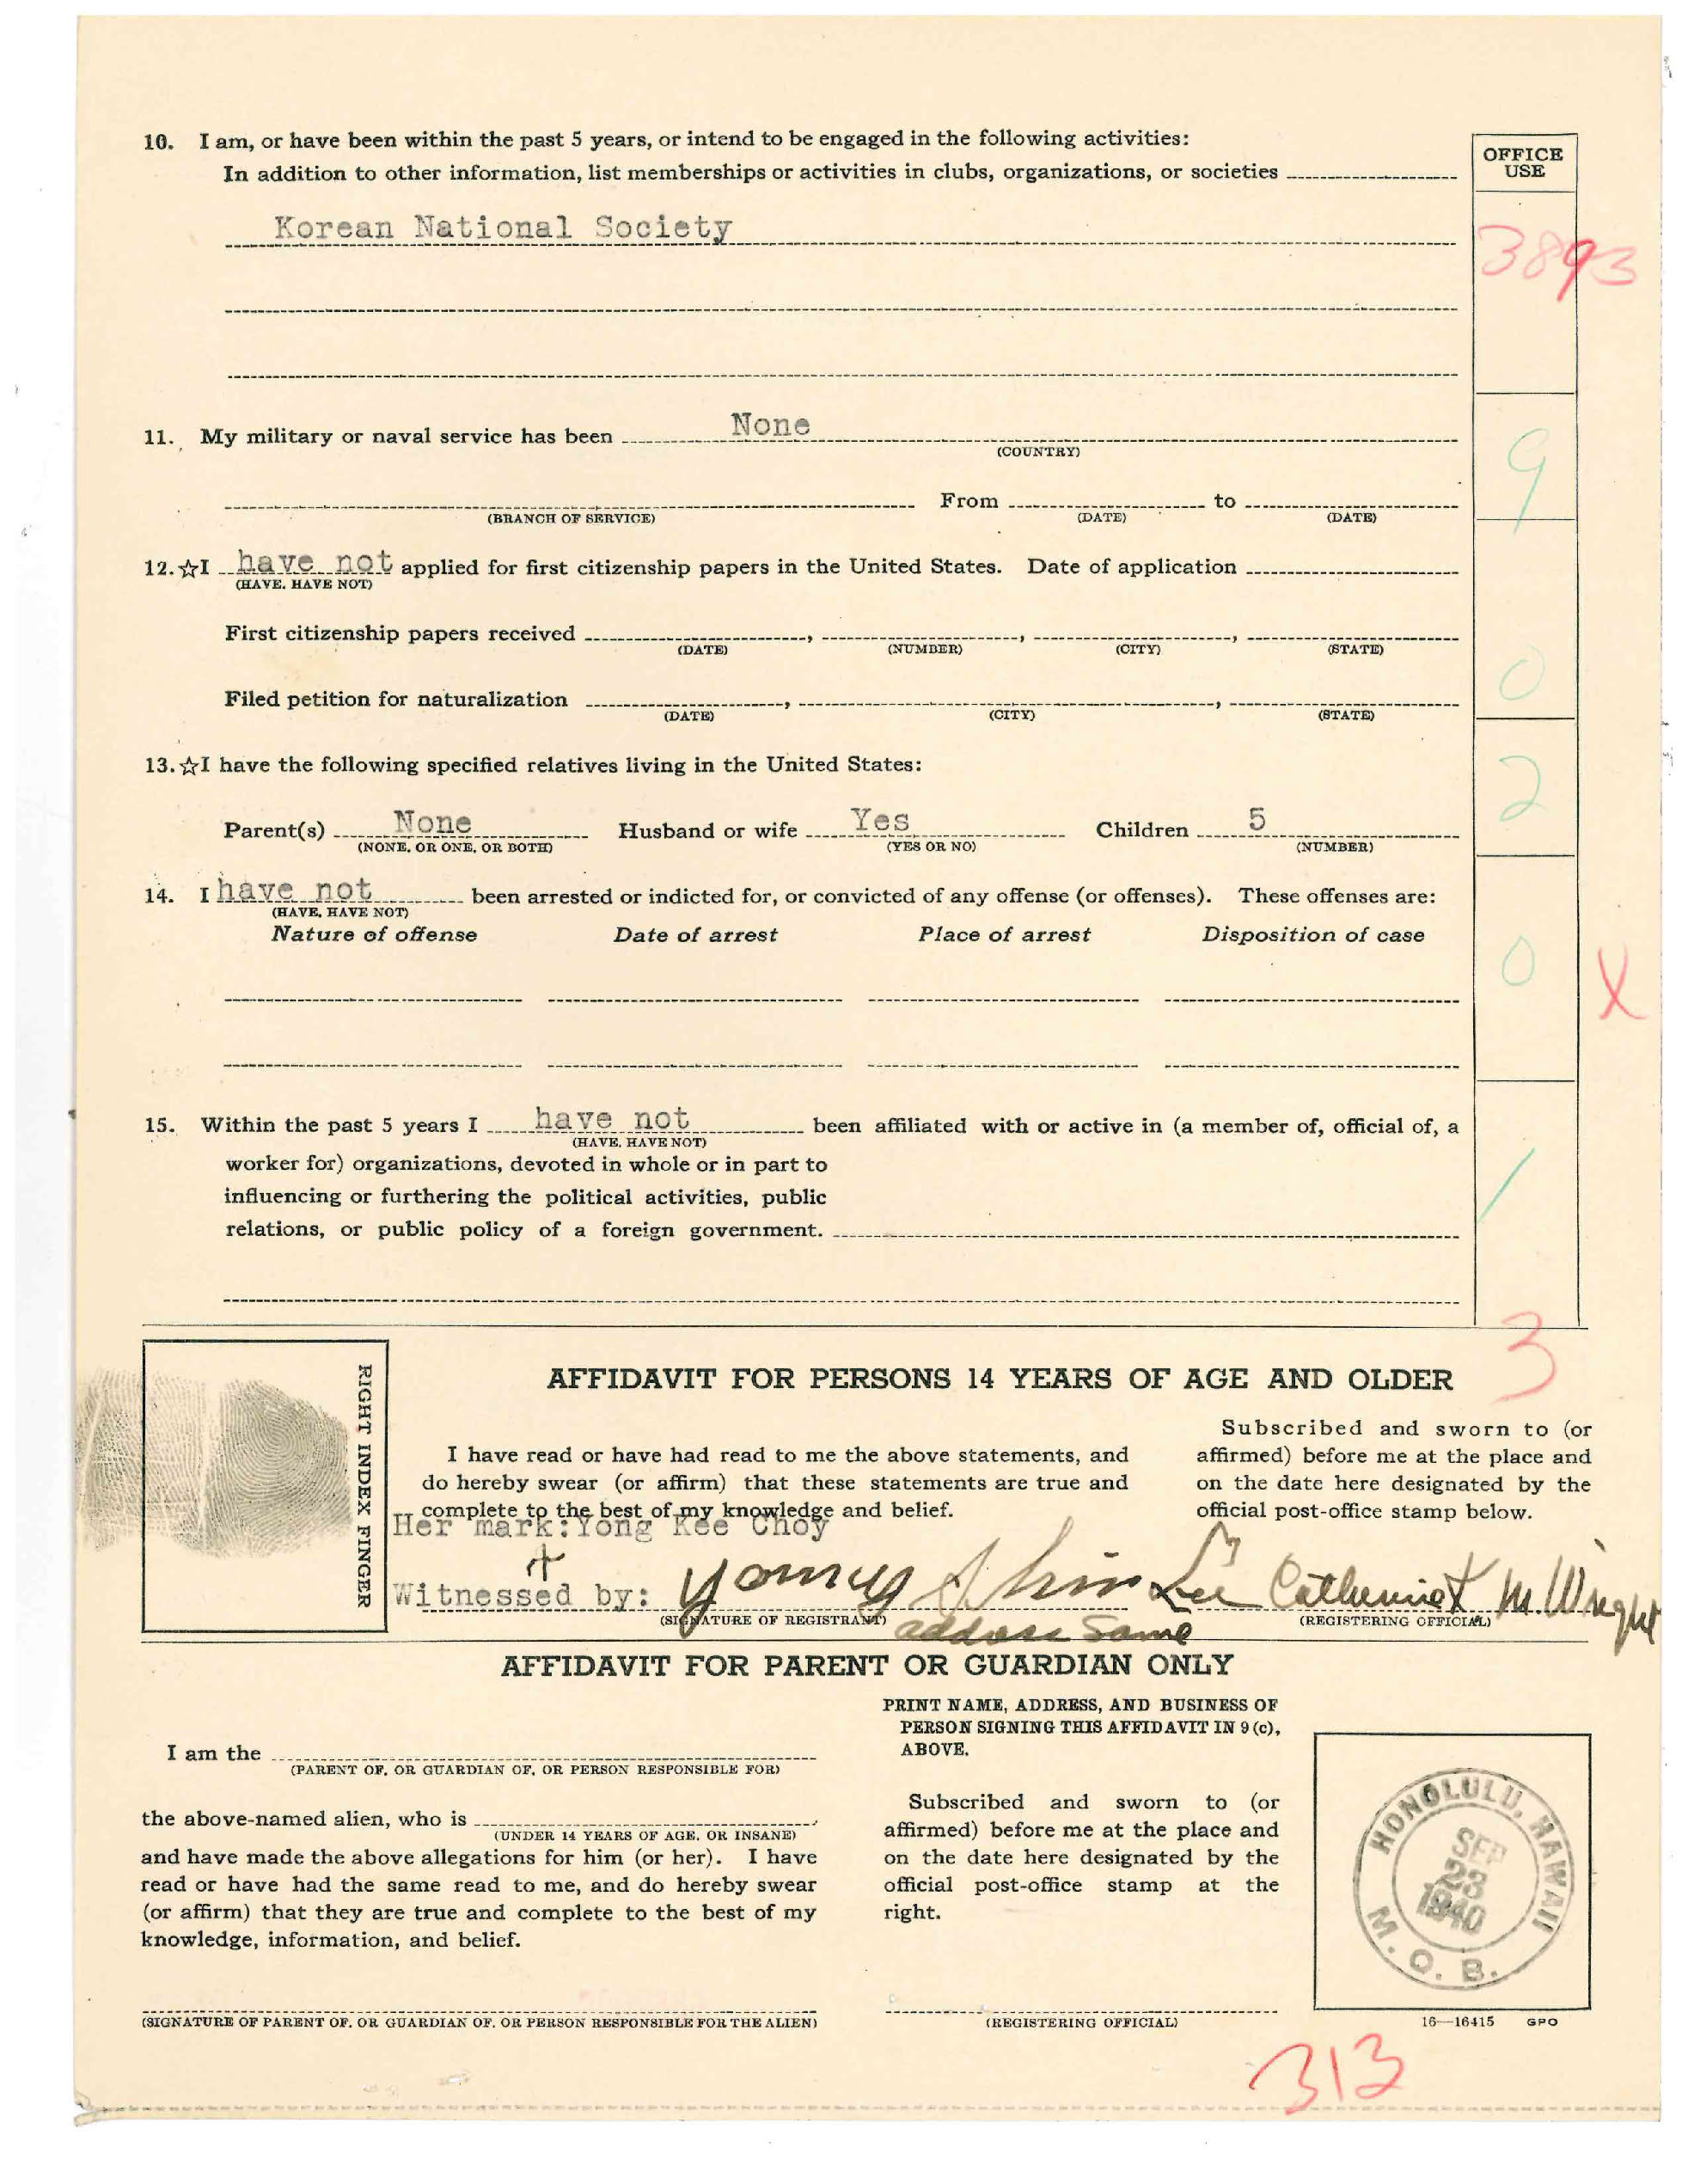 10. I am, or have been within the past 5 years, or intend to be engaged in the following activities:
In addition to other information, list memberships or activities in clubs, organizations, or societies
Korean National Society
OFFICE
USE
3893
11. My military or naval service has been None
(COUNTRY)
9
From to
(BRANCH OF SERVICE) (DATE) (DATE)
12. ☆I have not applied for first citizenship papers in the United States. Date of application
(HAVE, HAVE NOT)
First citizenship papers received , , ,
(DATE) (NUMBER) (CITY) (STATE)
0
Filed petition for naturalization , ,
(DATE) (CITY) (STATE)
13. ☆I have the following specified relatives living in the United States:
2
Parent(s) None Husband or wife Yes Children 5
(NONE, OR ONE, OR BOTH) (YES OR NO) (NUMBER)
14. I have not been arrested or indicted for, or convicted of any offense (or offenses). These offenses are:
(HAVE, HAVE NOT)
Nature of offense Date of arrest Place of arrest Disposition of case
0 X
15. Within the past 5 years I have not been affiliated with or active in (a member of, official of, a
(HAVE, HAVE NOT)
worker for) organizations, devoted in whole or in part to
influencing or furthering the political activities, public
relations, or public policy of a foreign government.
3
RIGHT INDEX FINGER
AFFIDAVIT FOR PERSONS 14 YEARS OF AGE AND OLDER
I have read or have had read to me the above statements, and
do hereby swear (or affirm) that these statements are true and
complete to the best of my knowledge and belief.
Subscribed and sworn to (or
affirmed) before me at the place and
on the date here designated by the
official post-office stamp below.
Her mark: Yong Kee Choy
+
Witnessed by: Young Shin Lee Catherine M. Wright
(SIGNATURE OF REGISTRANT) (REGISTERING OFFICIAL)
address same
AFFIDAVIT FOR PARENT OR GUARDIAN ONLY
I am the
(PARENT OF, OR GUARDIAN OF, OR PERSON RESPONSIBLE FOR)
the above-named alien, who is
(UNDER 14 YEARS OF AGE, OR INSANE)
and have made the above allegations for him (or her). I have
read or have had the same read to me, and do hereby swear
(or affirm) that they are true and complete to the best of my
knowledge, information, and belief.
(SIGNATURE OF PARENT OF, OR GUARDIAN OF, OR PERSON RESPONSIBLE FOR THE ALIEN)
PRINT NAME, ADDRESS, AND BUSINESS OF
PERSON SIGNING THIS AFFIDAVIT IN 9 (c),
ABOVE.
Subscribed and sworn to (or
affirmed) before me at the place and
on the date here designated by the
official post-office stamp at the
right.
(REGISTERING OFFICIAL)
HONOLULU, HAWAII
SEP
23
1940
M. O. B.
16—16415 GPO
313